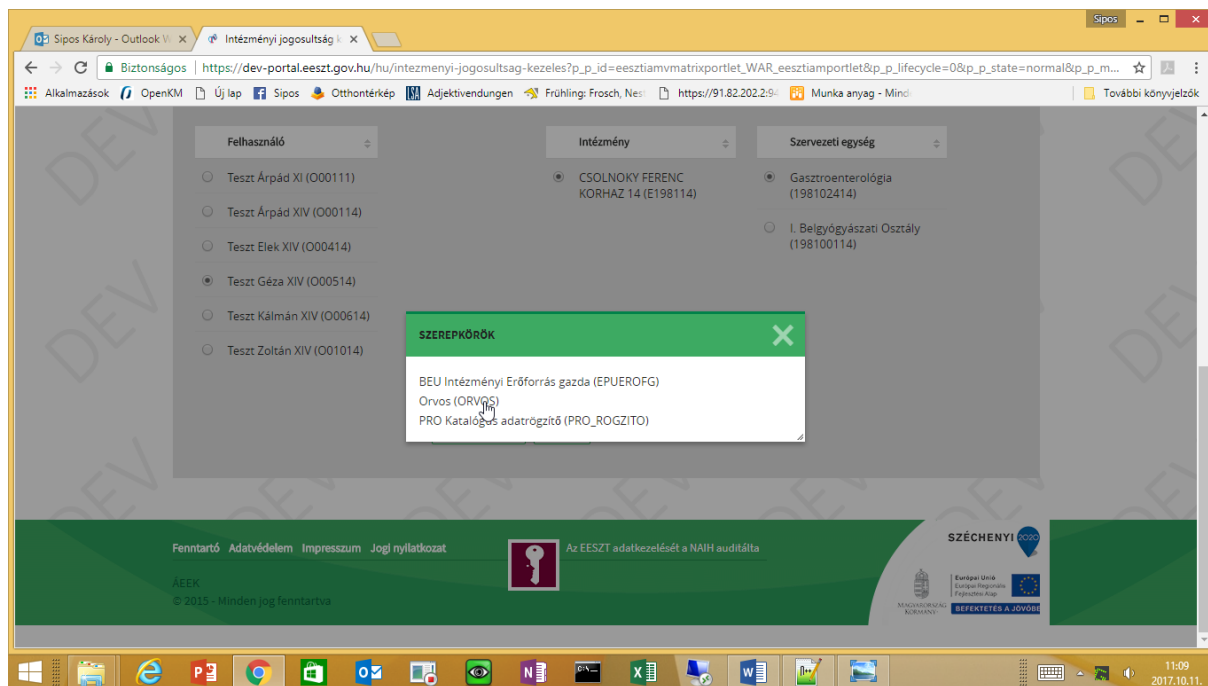 Sipos
Sipos Károly - Outlook W
Intézményi jogosultság k
Biztonságos
https://dev-portal.eeszt.gov.hu/hu/intezmenyi-jogosultsag-kezeles?p_p_id=eesztiamvmatrixportlet_WAR_eesztiamportlet&p_p_lifecycle=0&p_p_state=normal&p_p_m...
Alkalmazások OpenKM Új lap Sipos Otthontérkép Adjektivendungen Frühling: Frosch, Nest https://91.82.202.2:94 Munka anyag - Mind További könyvjelzők
Felhasználó Intézmény Szervezeti egység
Teszt Árpád XI (O00111)
Teszt Árpád XIV (O00114)
Teszt Elek XIV (O00414)
Teszt Géza XIV (O00514)
Teszt Kálmán XIV (O00614)
Teszt Zoltán XIV (O01014)
CSOLNOKY FERENC
KORHAZ 14 (E198114)
Gasztroenterológia
(198102414)
I. Belgyógyászati Osztály
(198100114)
SZEREPKÖRÖK
BEU Intézményi Erőforrás gazda (EPUEROFG)
Orvos (ORVOS)
PRO Katalógus adatrögzítő (PRO_ROGZITO)
DEV
DEV
DEV
DEV
Fenntartó Adatvédelem Impresszum Jogi nyilatkozat
Az EESZT adatkezelését a NAIH auditálta
ÁEEK
© 2015 - Minden jog fenntartva
SZÉCHENYI 2020
Magyarország
Kormánya
Európai Unió
Európai Regionális
Fejlesztési Alap
BEFEKTETÉS A JÖVŐBE
11:09
2017.10.11.